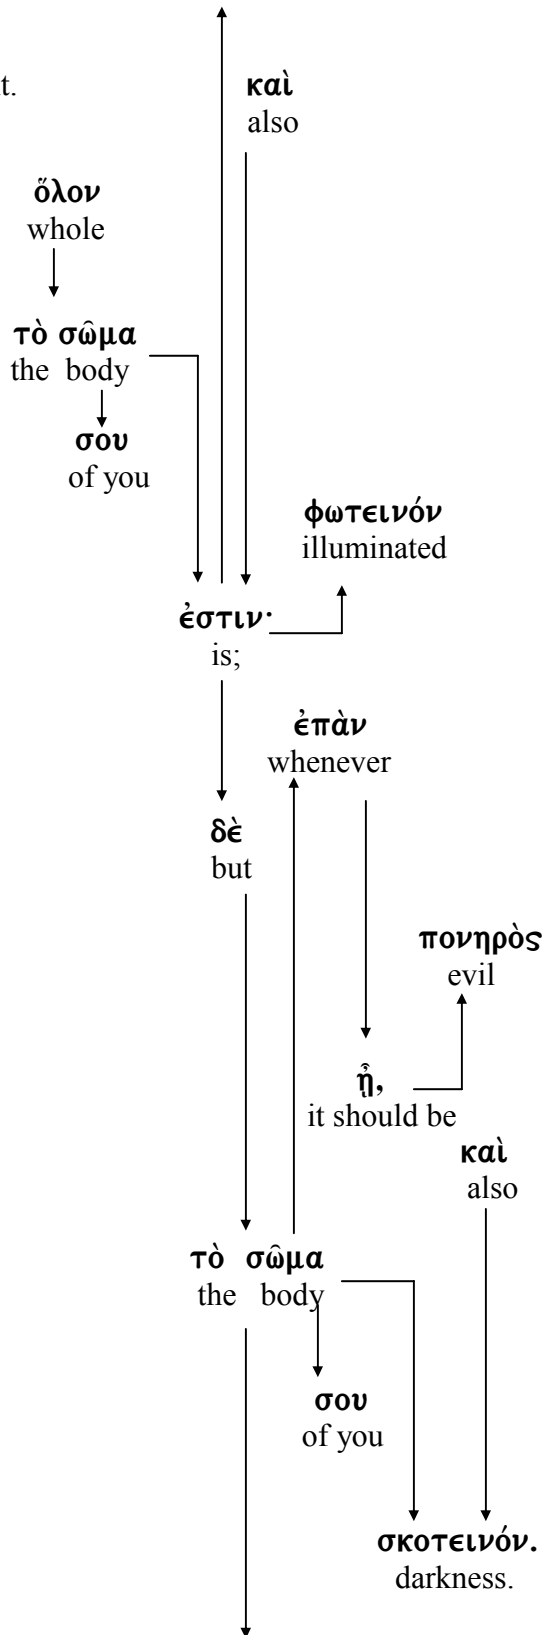 t.
καὶ
also
ὅλον
whole
τὸ σῶμα
the body
σου
of you
φωτεινόν
illuminated
ἐστιν·
is;
ἐπὰν
whenever
δὲ
but
πονηρὸς
evil
ᾖ,
it should be
καὶ
also
τὸ σῶμα
the body
σου
of you
σκοτεινόν.
darkness.